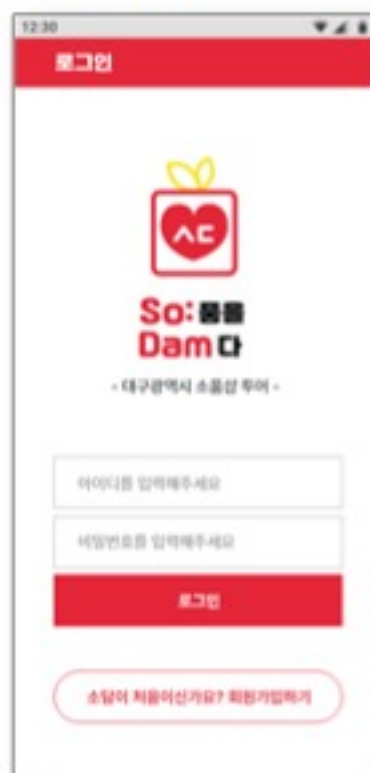 12:30
로그인
ㅅㄷ
So:품을
Dam다
- 대구광역시 소품샵 투어 -
아이디를 입력해주세요
비밀번호를 입력해주세요
로그인
소담이 처음이신가요? 회원가입하기